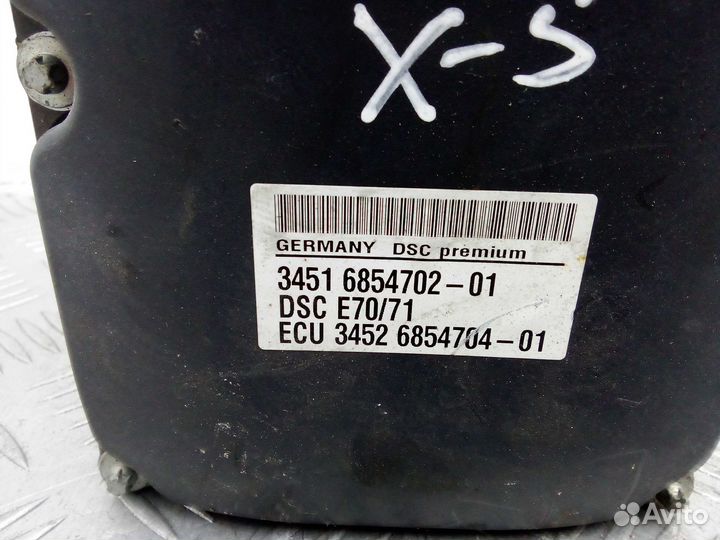 X-5
GERMANY DSC premium
3451 6854702-01
DSC E70/71
ECU 3452 6854704-01
Avito